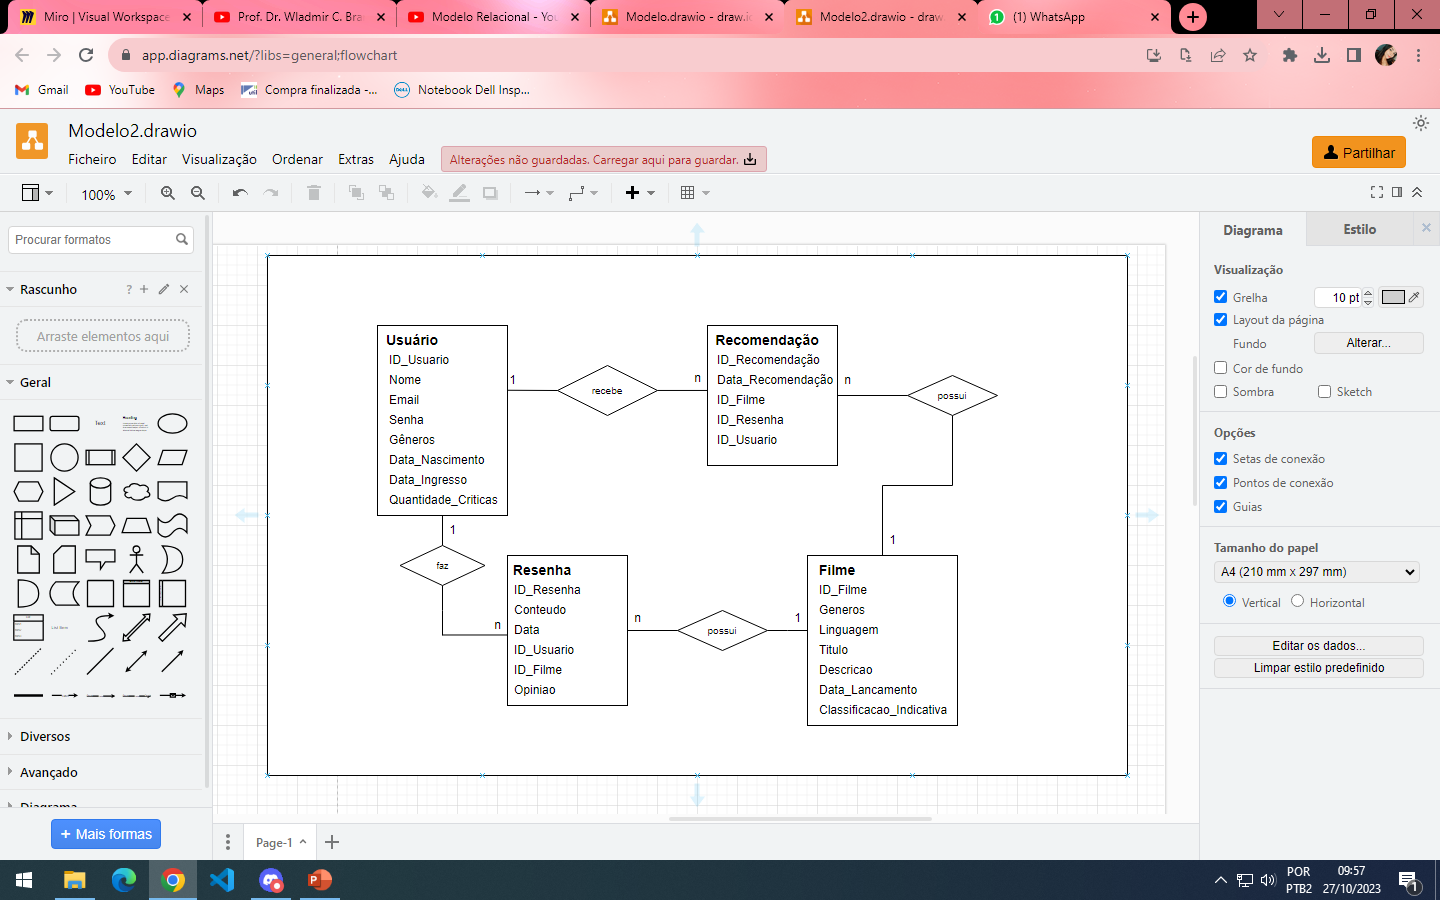 Miro | Visual Workspace
Prof. Dr. Wladmir C. Bra
Modelo Relacional - You
Modelo.drawio - draw.io
Modelo2.drawio - draw.
(1) WhatsApp
app.diagrams.net/?libs=general;flowchart
Gmail
YouTube
Maps
Compra finalizada -...
Notebook Dell Insp...
Modelo2.drawio
Ficheiro
Editar
Visualização
Ordenar
Extras
Ajuda
Alterações não guardadas. Carregar aqui para guardar.
Partilhar
100%
Procurar formatos
Rascunho
?
Arraste elementos aqui
Geral
Text
Heading
Diversos
Avançado
Diagrama
+ Mais formas
Usuário
ID_Usuario
Nome
Email
Senha
Gêneros
Data_Nascimento
Data_Ingresso
Quantidade_Criticas
1
recebe
n
Recomendação
ID_Recomendação
Data_Recomendação
ID_Filme
ID_Resenha
ID_Usuario
n
possui
1
1
faz
n
Resenha
ID_Resenha
Conteudo
Data
ID_Usuario
ID_Filme
Opiniao
n
possui
1
Filme
ID_Filme
Generos
Linguagem
Titulo
Descricao
Data_Lancamento
Classificacao_Indicativa
Page-1
Diagrama
Estilo
Visualização
Grelha
10 pt
Layout da página
Fundo
Alterar...
Cor de fundo
Sombra
Sketch
Opções
Setas de conexão
Pontos de conexão
Guias
Tamanho do papel
A4 (210 mm x 297 mm)
Vertical
Horizontal
Editar os dados...
Limpar estilo predefinido
POR
PTB2
09:57
27/10/2023
1